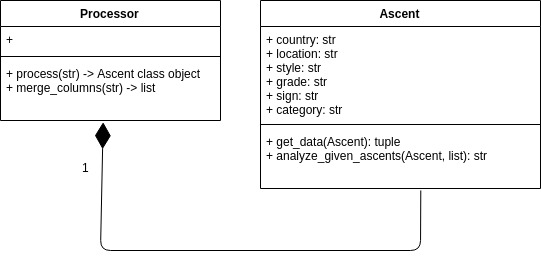 Processor
+
+ process(str) -> Ascent class object
+ merge_columns(str) -> list
1
Ascent
+ country: str
+ location: str
+ style: str
+ grade: str
+ sign: str
+ category: str
+ get_data(Ascent): tuple
+ analyze_given_ascents(Ascent, list): str